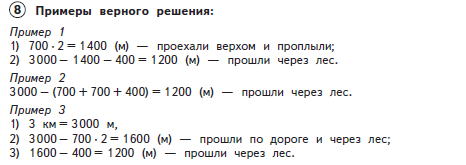 8 Примеры верного решения:
Пример 1
1) 700 · 2 = 1400 (м) — проехали верхом и проплыли;
2) 3000 – 1400 – 400 = 1200 (м) — прошли через лес.
Пример 2
3000 – (700 + 700 + 400) = 1200 (м) — прошли через лес.
Пример 3
1) 3 км = 3000 м,
2) 3000 – 700 · 2 = 1600 (м) — прошли по дороге и через лес;
3) 1600 – 400 = 1200 (м) — прошли через лес.